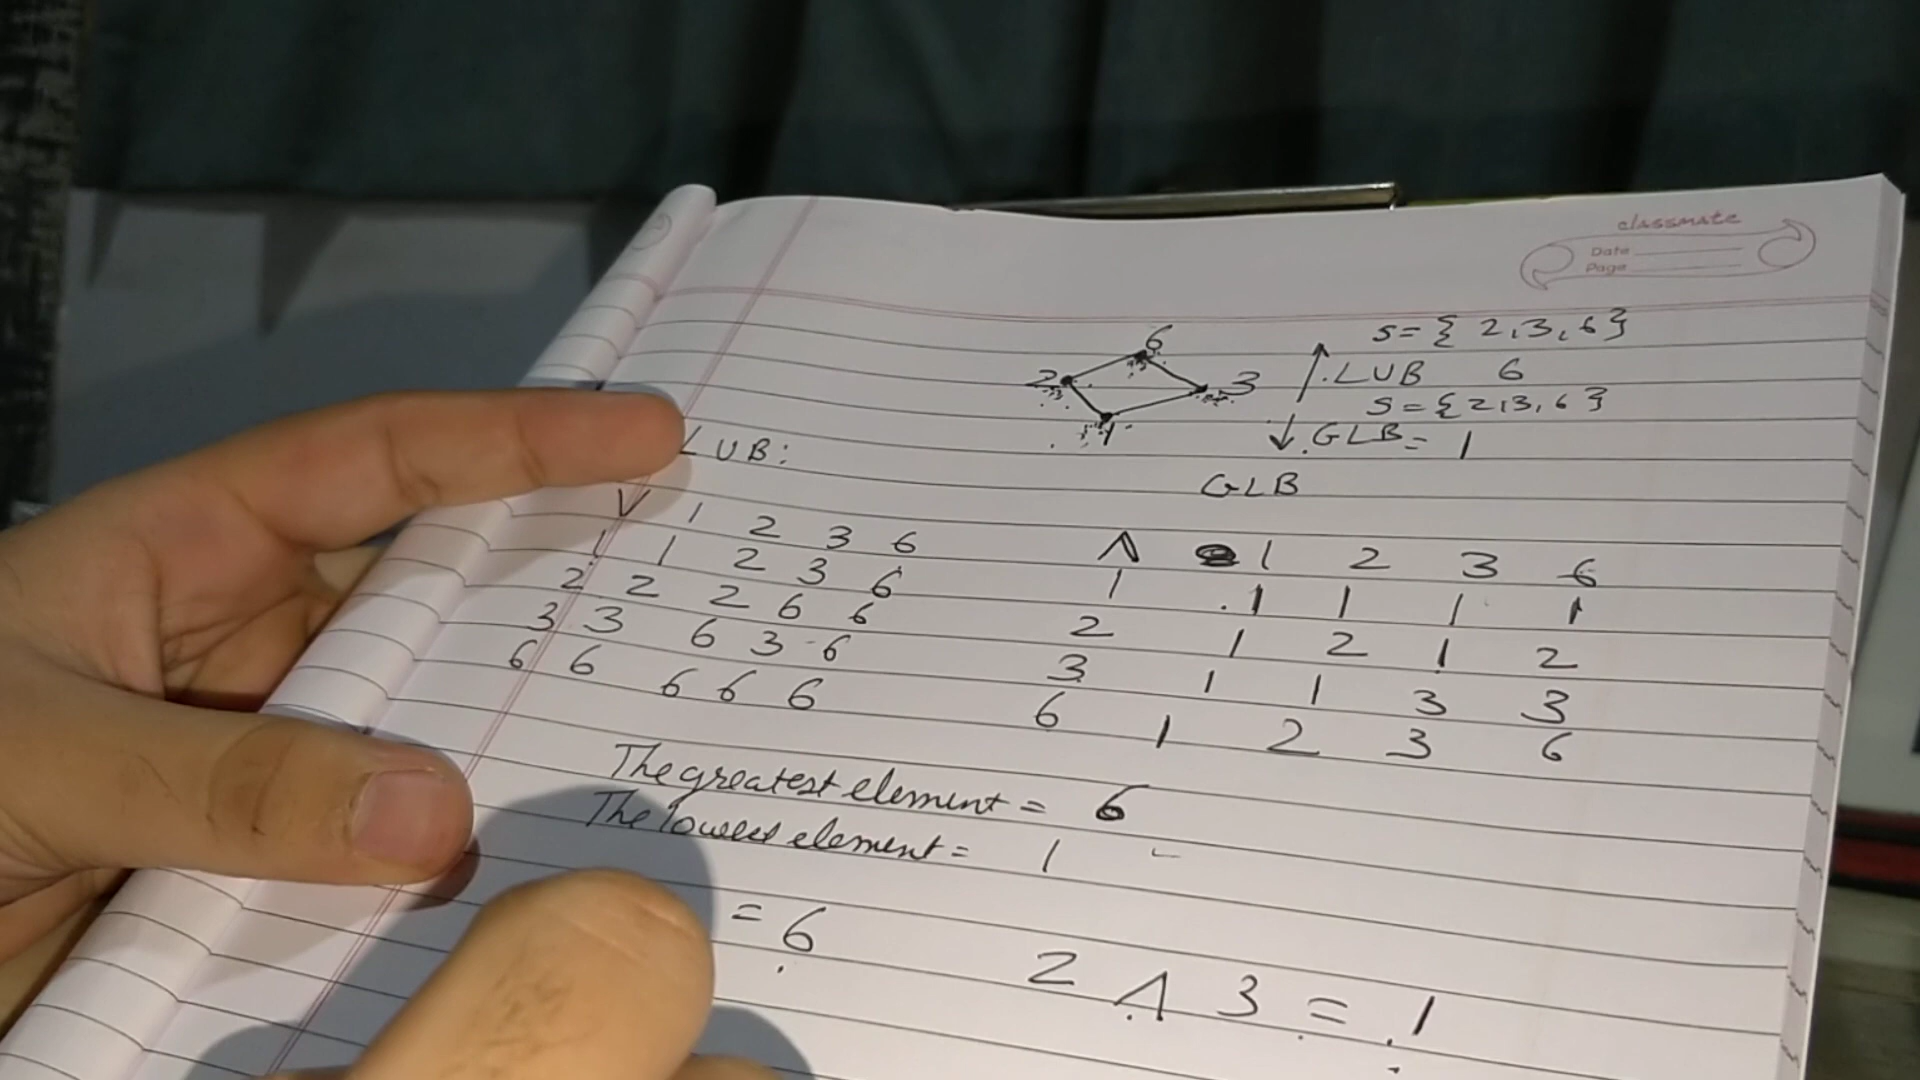 classmate
Date
Page
6
2 3
1
S = { 2, 3, 6 }
LUB 6
S = { 2, 3, 6 }
GLB = 1
LUB:
V 1 2 3 6
1 1 2 3 6
2 2 2 6 6
3 3 6 3 6
6 6 6 6 6
GLB
Λ 1 2 3 6
1 1 1 1 1
2 1 2 1 2
3 1 1 3 3
6 1 2 3 6
The greatest element = 6
The lowest element = 1
= 6
2 Λ 3 = 1